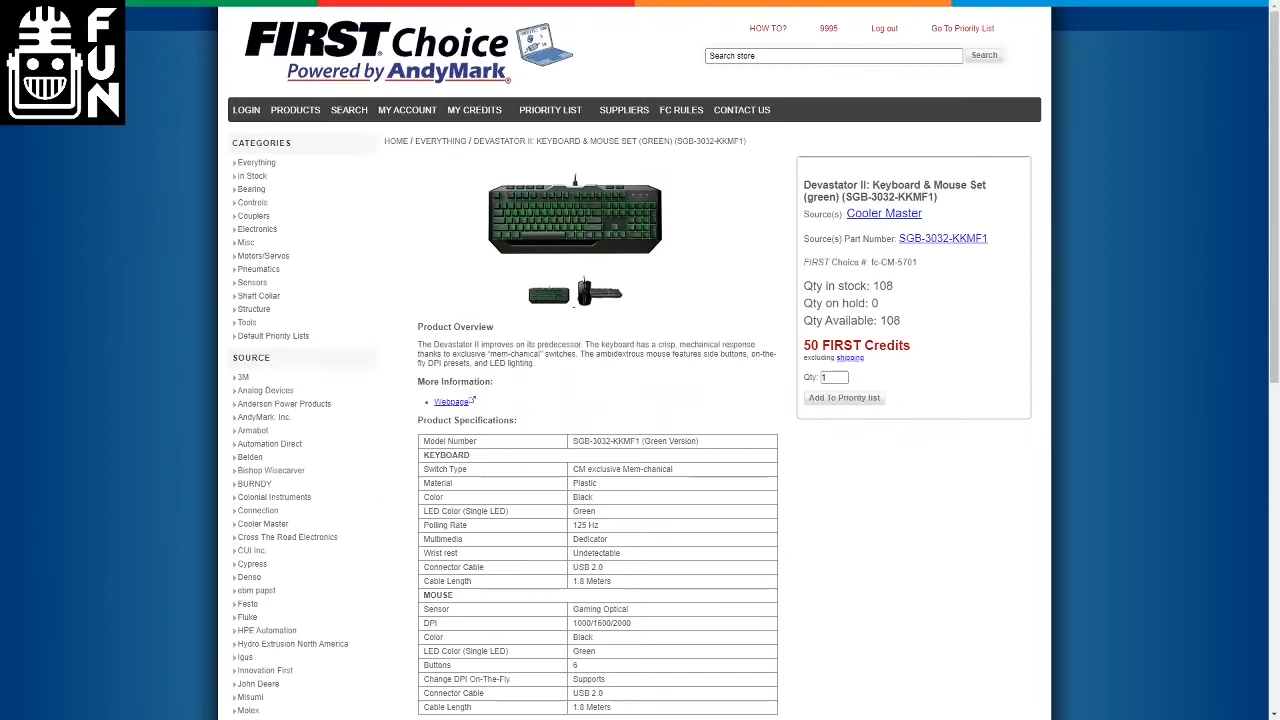 FUN
FIRST Choice
Powered by AndyMark
HOW TO? 9995 Log out Go To Priority List
Search store Search
LOGIN PRODUCTS SEARCH MY ACCOUNT MY CREDITS PRIORITY LIST SUPPLIERS FC RULES CONTACT US
CATEGORIES
Everything
In Stock
Bearing
Controls
Couplers
Electronics
Misc
Motors/Servos
Pneumatics
Sensors
Shaft Collar
Structure
Tools
Default Priority Lists
SOURCE
3M
Analog Devices
Anderson Power Products
AndyMark, Inc.
Armabot
Automation Direct
Belden
Bishop Wisecarver
BURNDY
Colonial Instruments
Connection
Cooler Master
Cross The Road Electronics
CUI Inc.
Cypress
Denso
ebm papst
Festo
Fluke
HPE Automation
Hydro Extrusion North America
Igus
Innovation First
John Deere
Misumi
Molex
HOME / EVERYTHING / DEVASTATOR II: KEYBOARD & MOUSE SET (GREEN) (SGB-3032-KKMF1)
Product Overview
The Devastator II improves on its predecessor. The keyboard has a crisp, mechanical response
thanks to exclusive “mem-chanical” switches. The ambidextrous mouse features side buttons, on-the-
fly DPI presets, and LED lighting.
More Information:
Webpage
Product Specifications:
Model Number SGB-3032-KKMF1 (Green Version)
KEYBOARD
Switch Type CM exclusive Mem-chanical
Material Plastic
Color Black
LED Color (Single LED) Green
Polling Rate 125 Hz
Multimedia Dedicator
Wrist rest Undetectable
Connector Cable USB 2.0
Cable Length 1.8 Meters
MOUSE
Sensor Gaming Optical
DPI 1000/1600/2000
Color Black
LED Color (Single LED) Green
Buttons 6
Change DPI On-The-Fly Supports
Connector Cable USB 2.0
Cable Length 1.8 Meters
Devastator II: Keyboard & Mouse Set
(green) (SGB-3032-KKMF1)
Source(s) Cooler Master
Source(s) Part Number: SGB-3032-KKMF1
FIRST Choice #: fc-CM-5701
Qty in stock: 108
Qty on hold: 0
Qty Available: 108
50 FIRST Credits
excluding shipping
Qty: 1
Add To Priority list